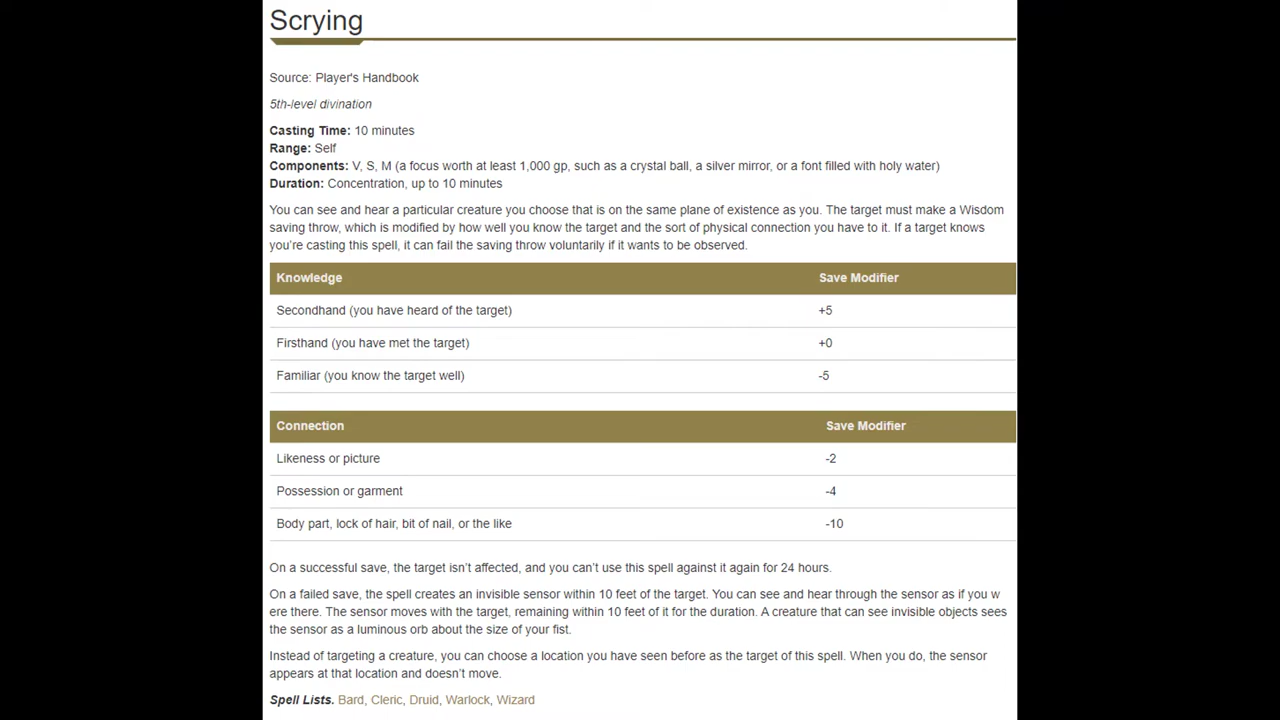 Scrying
Source: Player's Handbook
5th-level divination
Casting Time: 10 minutes
Range: Self
Components: V, S, M (a focus worth at least 1,000 gp, such as a crystal ball, a silver mirror, or a font filled with holy water)
Duration: Concentration, up to 10 minutes
You can see and hear a particular creature you choose that is on the same plane of existence as you. The target must make a Wisdom
saving throw, which is modified by how well you know the target and the sort of physical connection you have to it. If a target knows
you're casting this spell, it can fail the saving throw voluntarily if it wants to be observed.
Knowledge Save Modifier
Secondhand (you have heard of the target) +5
Firsthand (you have met the target) +0
Familiar (you know the target well) -5
Connection Save Modifier
Likeness or picture -2
Possession or garment -4
Body part, lock of hair, bit of nail, or the like -10
On a successful save, the target isn't affected, and you can't use this spell against it again for 24 hours.
On a failed save, the spell creates an invisible sensor within 10 feet of the target. You can see and hear through the sensor as if you w
ere there. The sensor moves with the target, remaining within 10 feet of it for the duration. A creature that can see invisible objects sees
the sensor as a luminous orb about the size of your fist.
Instead of targeting a creature, you can choose a location you have seen before as the target of this spell. When you do, the sensor
appears at that location and doesn't move.
Spell Lists. Bard, Cleric, Druid, Warlock, Wizard